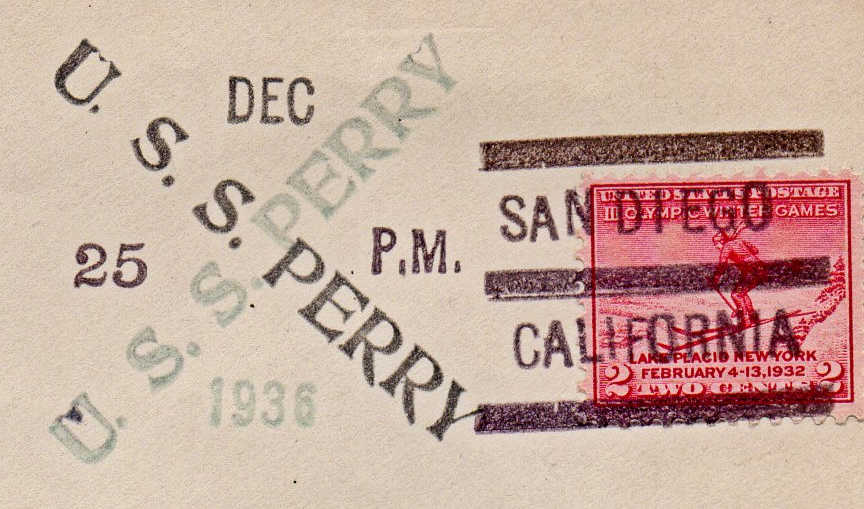 U. S. S. PERRY
U. S. S. PERRY
DEC
25
P.M.
1936
SAN DIEGO
CALIFORNIA
UNITED STATES POSTAGE
III OLYMPIC WINTER GAMES
LAKE PLACID NEW YORK
FEBRUARY 4-13, 1932
2 TWO CENTS 2